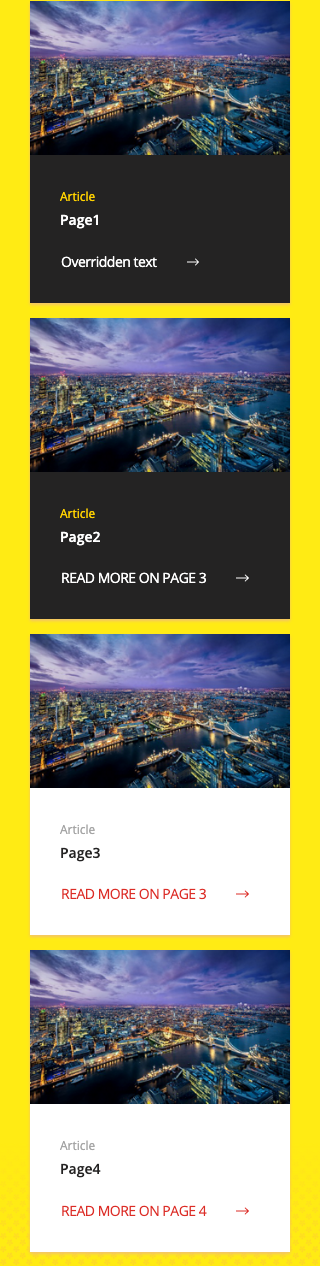 Article
Page1
Overridden text
Article
Page2
READ MORE ON PAGE 3
Article
Page3
READ MORE ON PAGE 3
Article
Page4
READ MORE ON PAGE 4